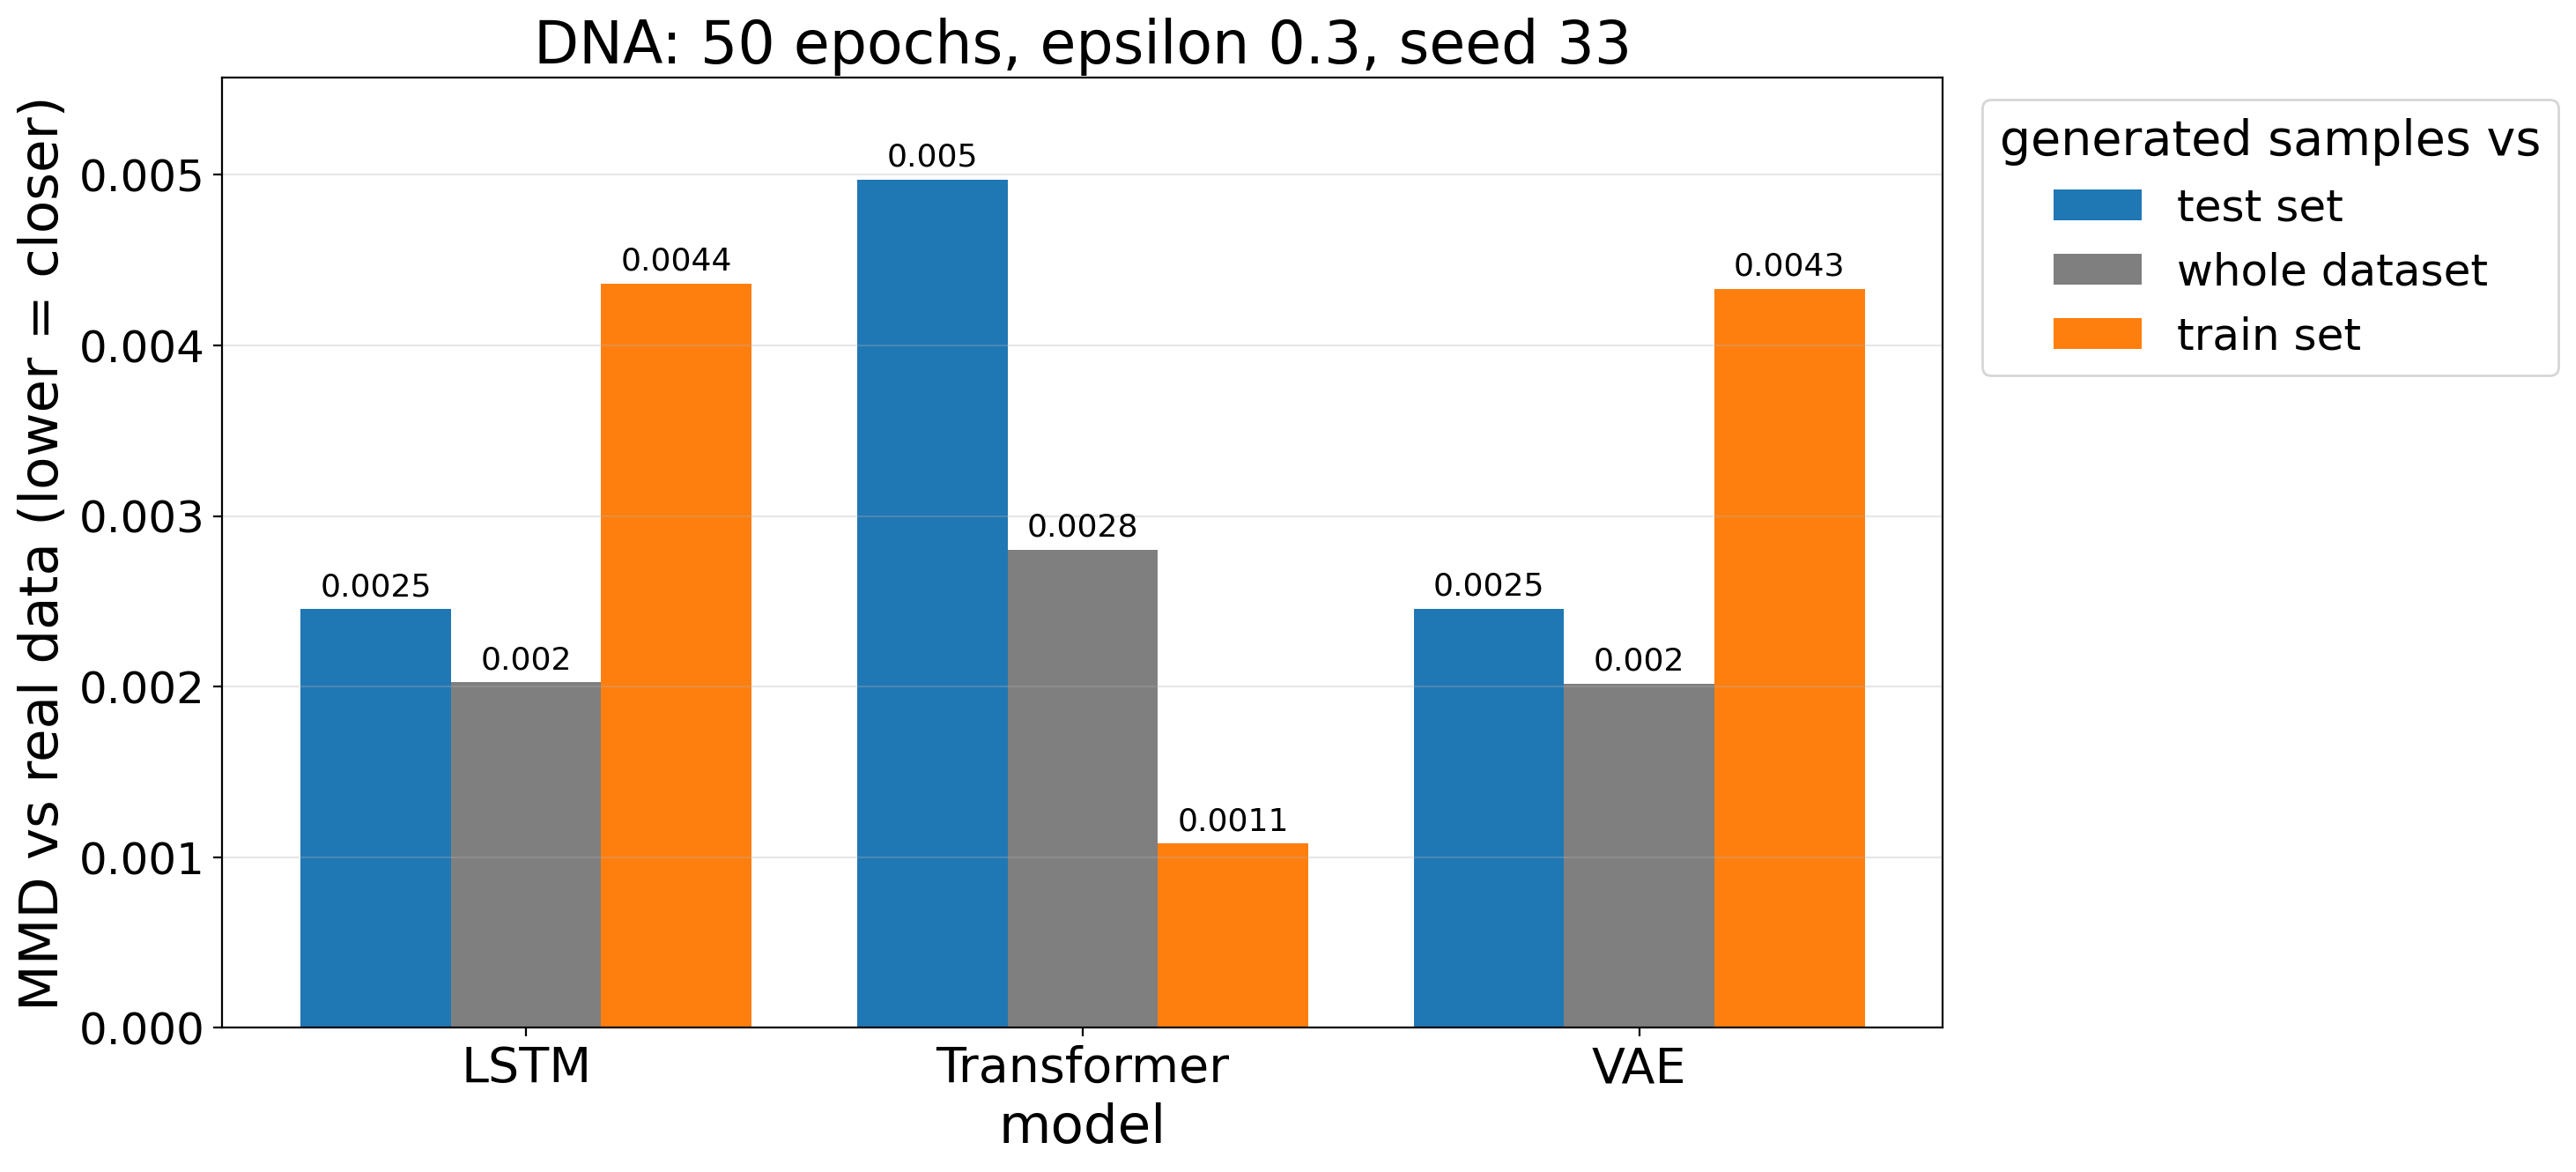 DNA: 50 epochs, epsilon 0.3, seed 33
MMD vs real data (lower = closer)
0.005
0.004
0.003
0.002
0.001
0.000
0.0025
0.002
0.0044
0.005
0.0028
0.0011
0.0025
0.002
0.0043
LSTM
Transformer
VAE
model
generated samples vs
test set
whole dataset
train set